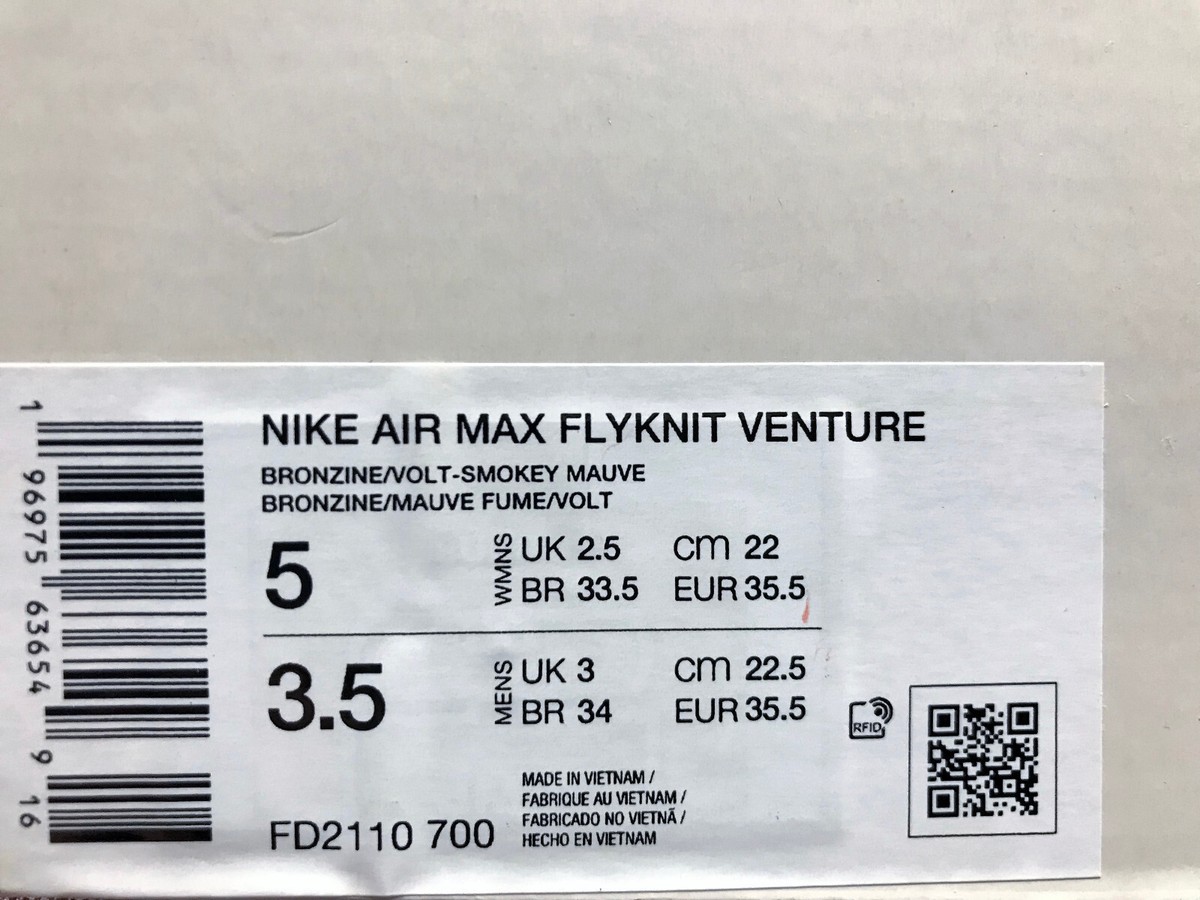 NIKE AIR MAX FLYKNIT VENTURE
BRONZINE/VOLT-SMOKEY MAUVE
BRONZINE/MAUVE FUME/VOLT
5 WMNS UK 2.5 CM 22
BR 33.5 EUR 35.5
3.5 MENS UK 3 CM 22.5
BR 34 EUR 35.5
RFID
MADE IN VIETNAM /
FABRIQUE AU VIETNAM /
FABRICADO NO VIETNÃ /
HECHO EN VIETNAM
FD2110 700
1 96975 63654 9 16